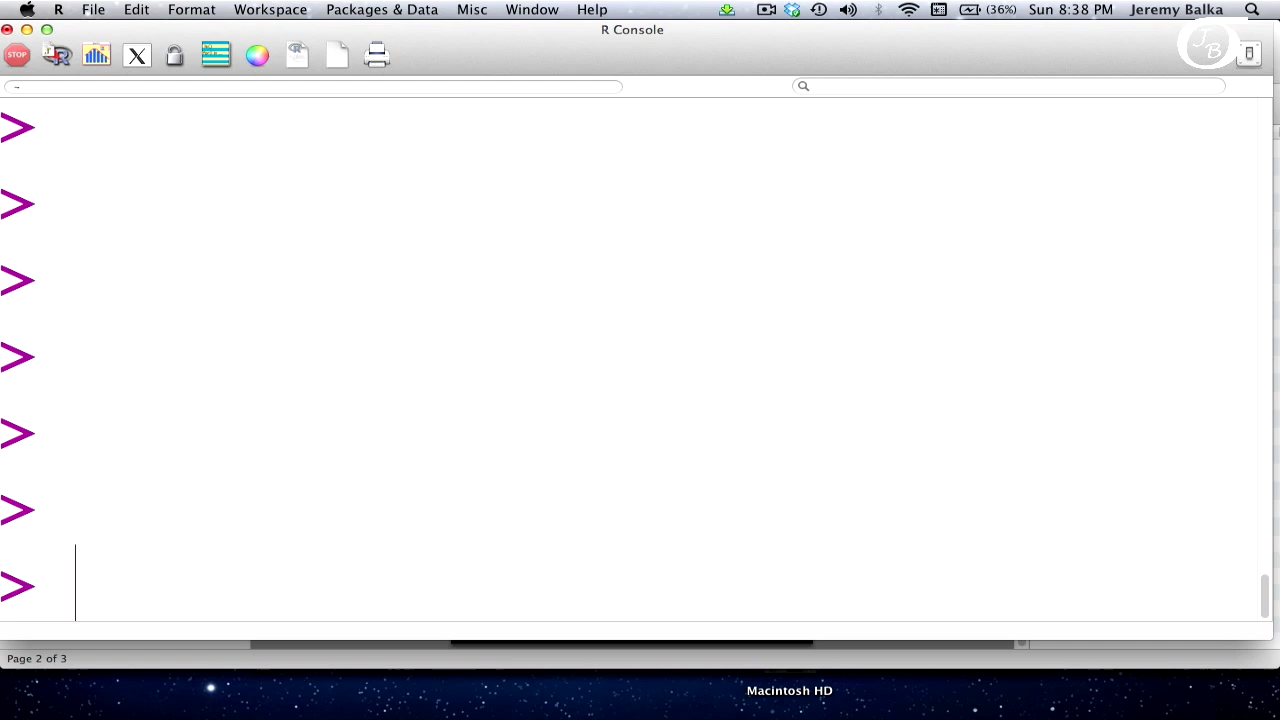 R File Edit Format Workspace Packages & Data Misc Window Help (36%) Sun 8:38 PM Jeremy Balka
R Console
STOP R X R
JB
~
>
>
>
>
>
>
>
Page 2 of 3
Macintosh HD